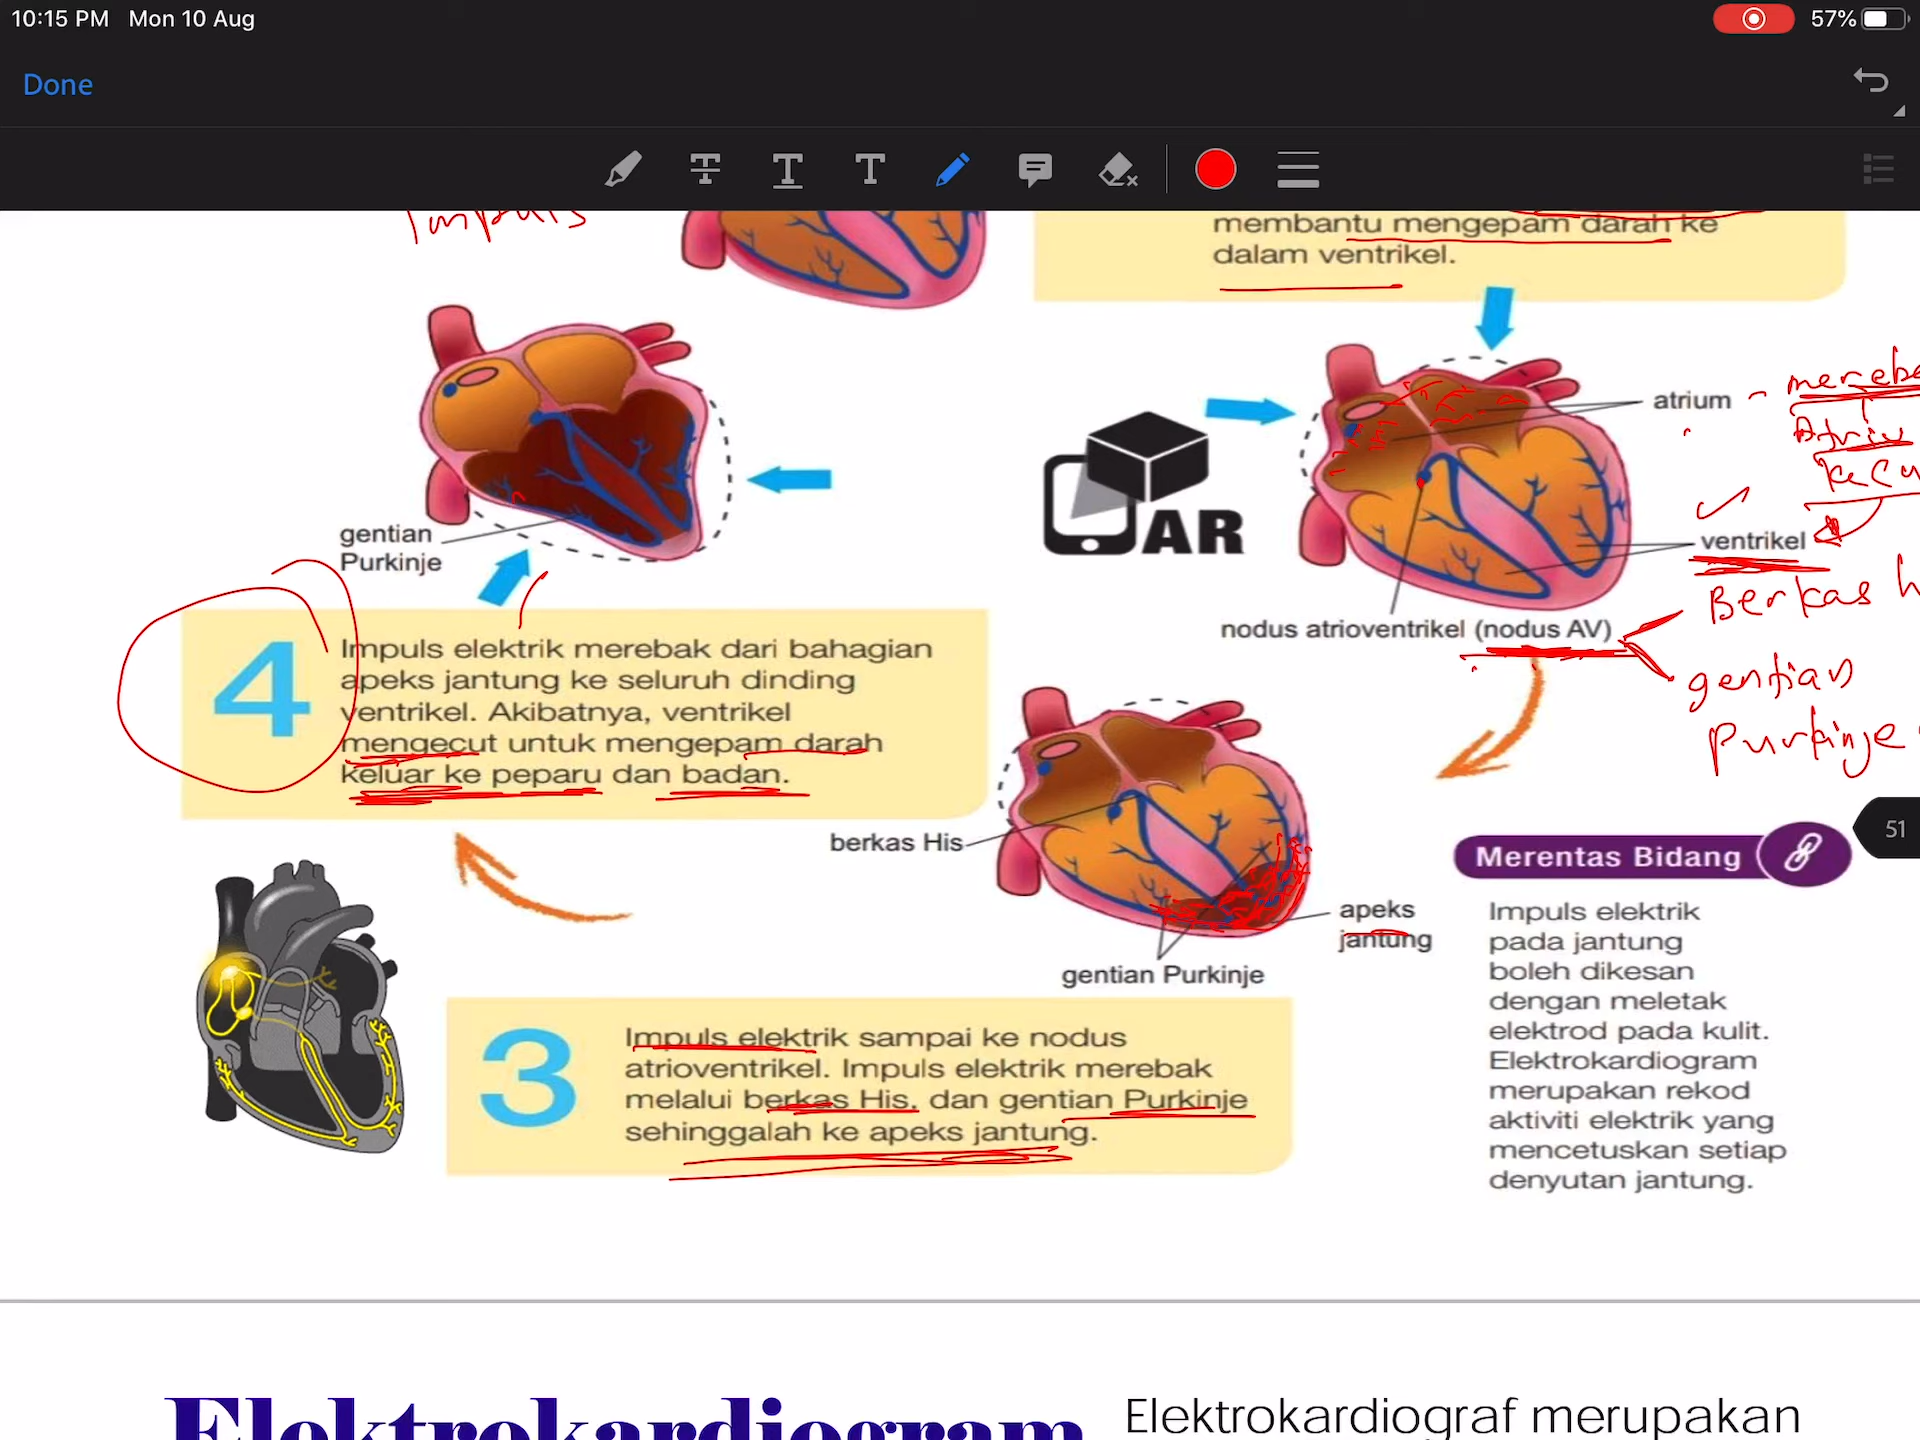 10:15 PM Mon 10 Aug
57%
Done
Impuls
membantu mengepam darah ke
dalam ventrikel.
atrium
AR
gentian
Purkinje
ventrikel
Berkas
nodus atrioventrikel (nodus AV)
gentian
Purkinje
4
Impuls elektrik merebak dari bahagian
apeks jantung ke seluruh dinding
ventrikel. Akibatnya, ventrikel
mengecut untuk mengepam darah
keluar ke peparu dan badan.
berkas His
apeks
jantung
gentian Purkinje
51
Merentas Bidang
Impuls elektrik
pada jantung
boleh dikesan
dengan meletak
elektrod pada kulit.
Elektrokardiogram
merupakan rekod
aktiviti elektrik yang
mencetuskan setiap
denyutan jantung.
3
Impuls elektrik sampai ke nodus
atrioventrikel. Impuls elektrik merebak
melalui berkas His, dan gentian Purkinje
sehinggalah ke apeks jantung.
Elektrokardiogram
Elektrokardiograf merupakan